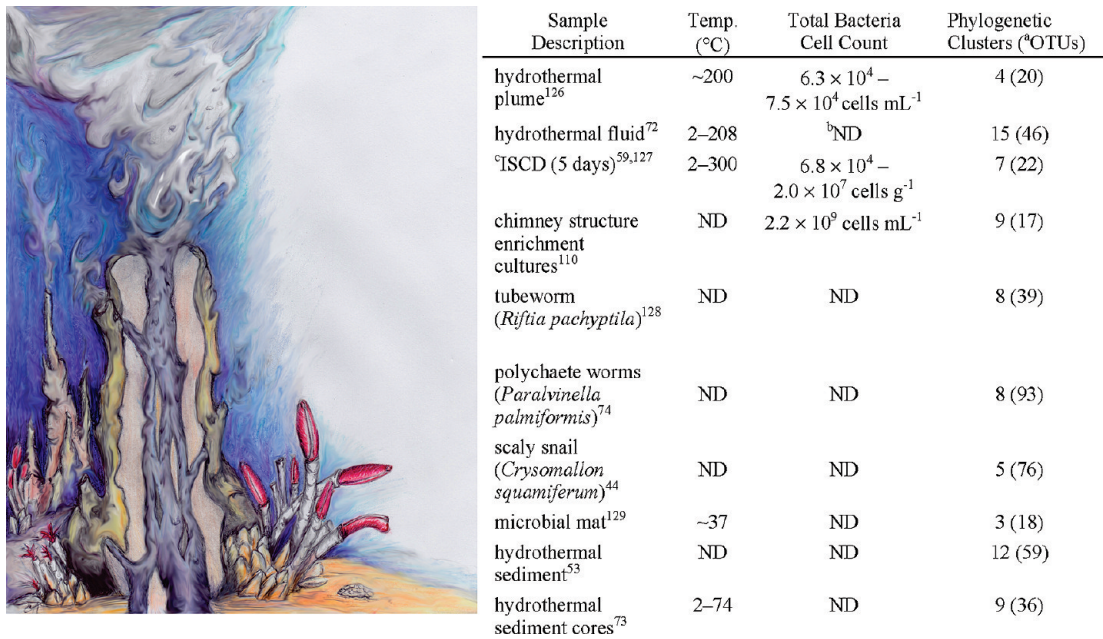 Sample Description Temp. (°C) Total Bacteria Cell Count Phylogenetic Clusters (ᵃOTUs)
hydrothermal plume¹²⁶ ~200 6.3 × 10⁴ – 7.5 × 10⁴ cells mL⁻¹ 4 (20)
hydrothermal fluid⁷² 2–208 ᵇND 15 (46)
ᶜISCD (5 days)⁵⁹,¹²⁷ 2–300 6.8 × 10⁴ – 2.0 × 10⁷ cells g⁻¹ 7 (22)
chimney structure enrichment cultures¹¹⁰ ND 2.2 × 10⁹ cells mL⁻¹ 9 (17)
tubeworm (Riftia pachyptila)¹²⁸ ND ND 8 (39)
polychaete worms (Paralvinella palmiformis)⁷⁴ ND ND 8 (93)
scaly snail (Crysomallon squamiferum)⁴⁴ ND ND 5 (76)
microbial mat¹²⁹ ~37 ND 3 (18)
hydrothermal sediment⁵³ ND ND 12 (59)
hydrothermal sediment cores⁷³ 2–74 ND 9 (36)